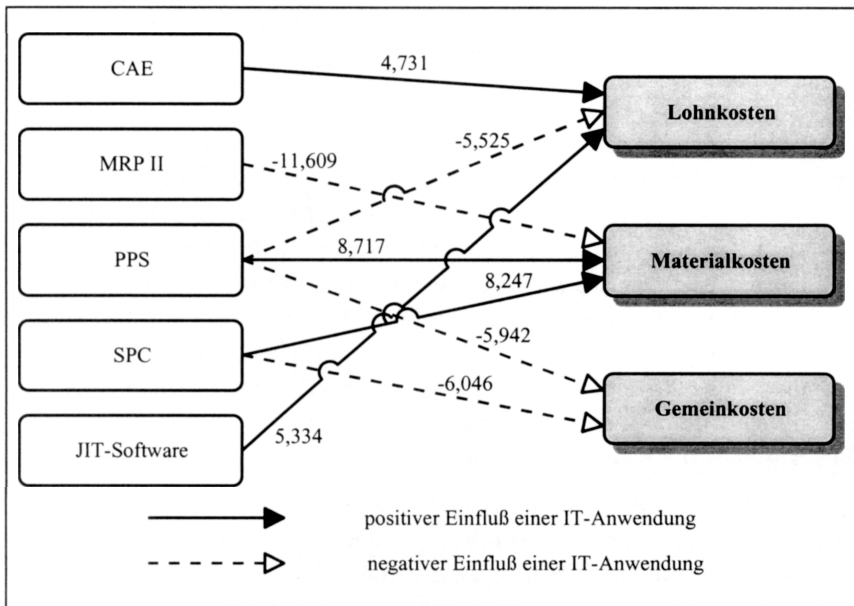 CAE
4,731
Lohnkosten
-5,525
MRP II
-11,609
PPS
8,717
Materialkosten
8,247
SPC
-5,942
-6,046
Gemeinkosten
JIT-Software
5,334
positiver Einfluß einer IT-Anwendung
negativer Einfluß einer IT-Anwendung